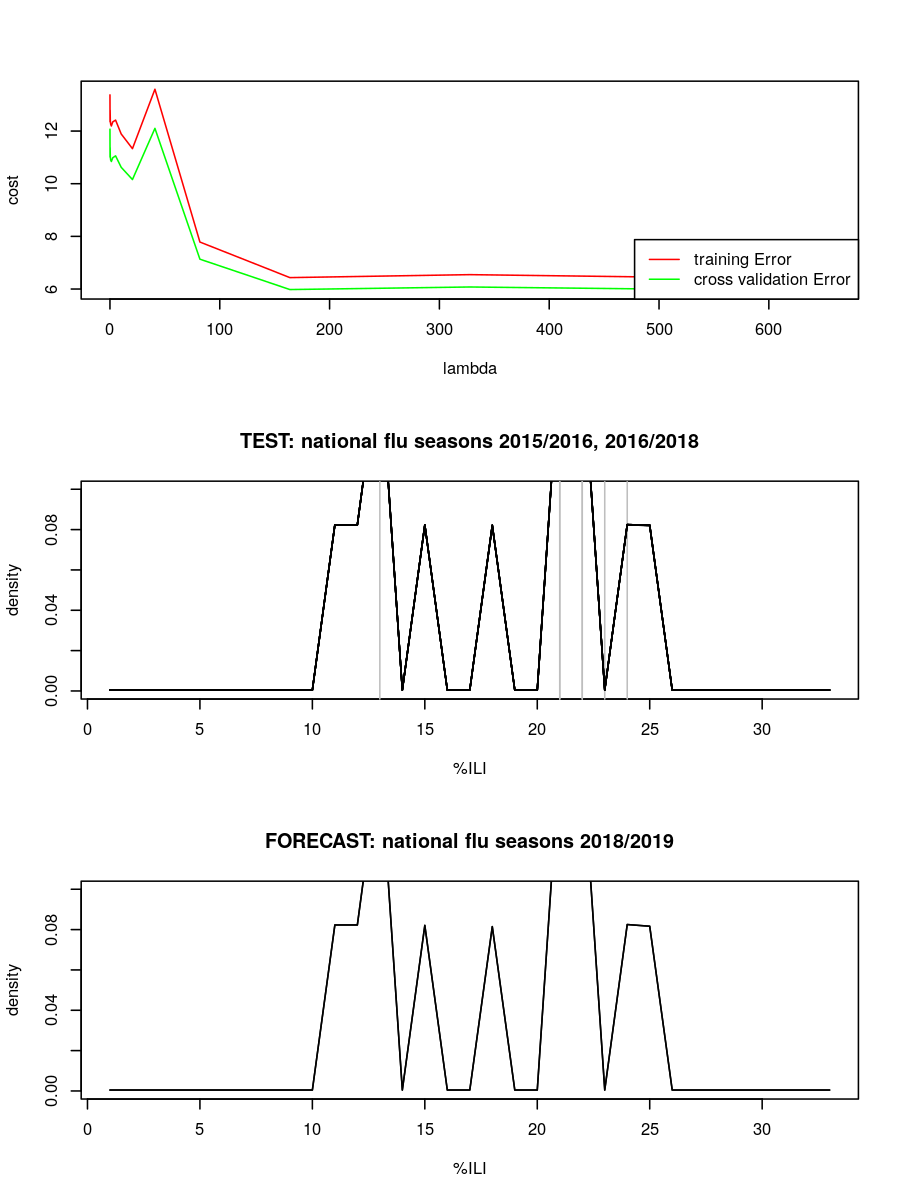 12
10
8
6
cost
training Error
cross validation Error
0 100 200 300 400 500 600
lambda
TEST: national flu seasons 2015/2016, 2016/2018
0.08
0.04
0.00
density
0 5 10 15 20 25 30
%ILI
FORECAST: national flu seasons 2018/2019
0.08
0.04
0.00
density
0 5 10 15 20 25 30
%ILI